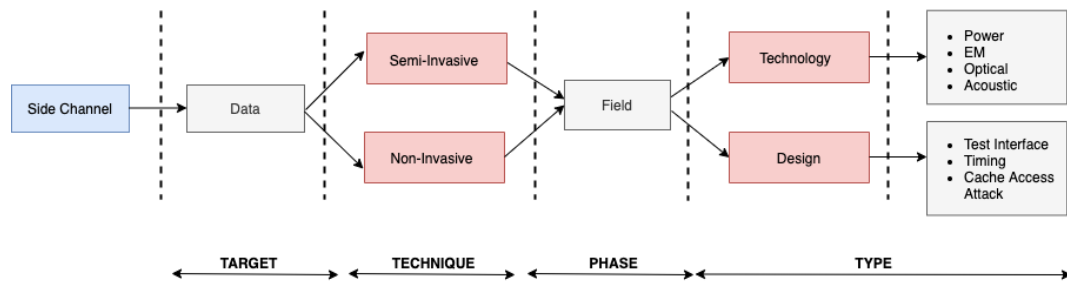 Side Channel
Data
Semi-Invasive
Non-Invasive
Field
Technology
Design
• Power
• EM
• Optical
• Acoustic
• Test Interface
• Timing
• Cache Access
Attack
TARGET
TECHNIQUE
PHASE
TYPE